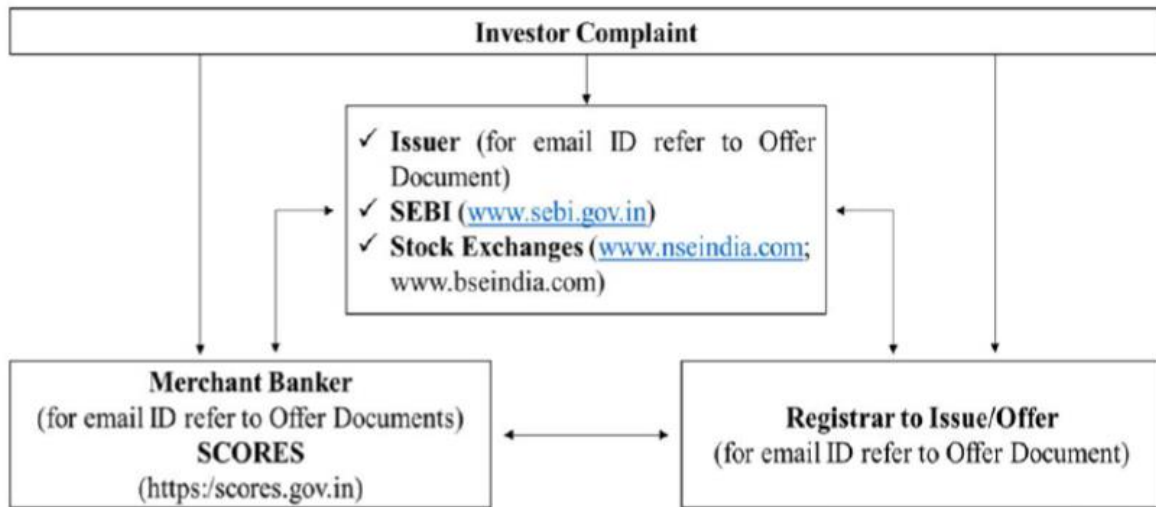 Investor Complaint
✓ Issuer (for email ID refer to Offer
Document)
✓ SEBI (www.sebi.gov.in)
✓ Stock Exchanges (www.nseindia.com;
www.bseindia.com)
Merchant Banker
(for email ID refer to Offer Documents)
SCORES
(https:/scores.gov.in)
Registrar to Issue/Offer
(for email ID refer to Offer Document)